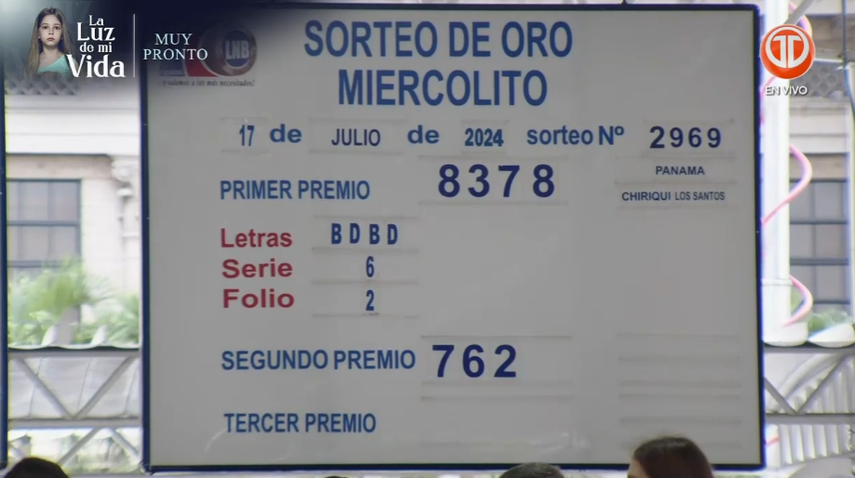 La
Luz
de mi
Vida
MUY
PRONTO
LNB
SORTEO DE ORO
MIERCOLITO
EN VIVO
17 de JULIO de 2024 sorteo Nº 2969
PANAMA
CHIRIQUI LOS SANTOS
PRIMER PREMIO 8378
Letras BDBD
Serie 6
Folio 2
SEGUNDO PREMIO 762
TERCER PREMIO